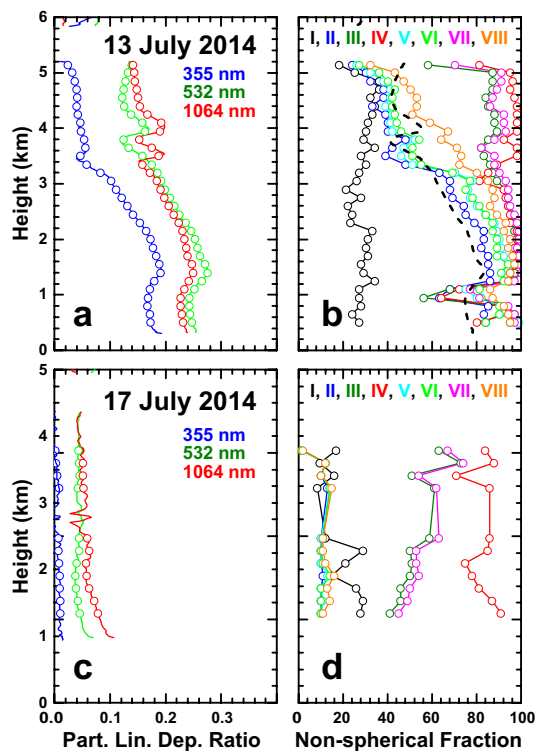 6
5
4
3
2
1
5
Height (km)
13 July 2014
355 nm
532 nm
1064 nm
a
I, II, III, IV, V, VI, VII, VIII
b
4
3
2
1
0
Height (km)
17 July 2014
355 nm
532 nm
1064 nm
c
0.0 0.1 0.2 0.3
Part. Lin. Dep. Ratio
I, II, III, IV, V, VI, VII, VIII
d
0 20 40 60 80 100
Non-spherical Fraction